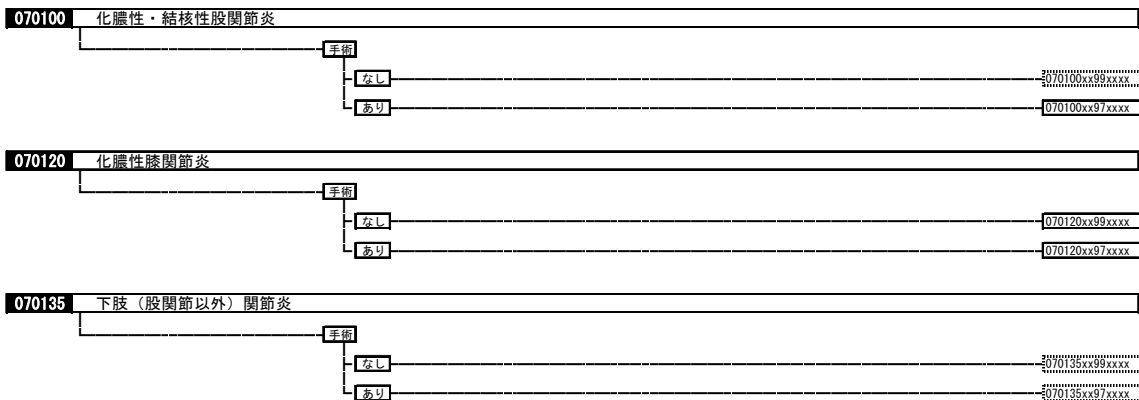 070100 化膿性・結核性股関節炎
手術
なし 070100xx99xxxx
あり 070100xx97xxxx
070120 化膿性膝関節炎
手術
なし 070120xx99xxxx
あり 070120xx97xxxx
070135 下肢（股関節以外）関節炎
手術
なし 070135xx99xxxx
あり 070135xx97xxxx